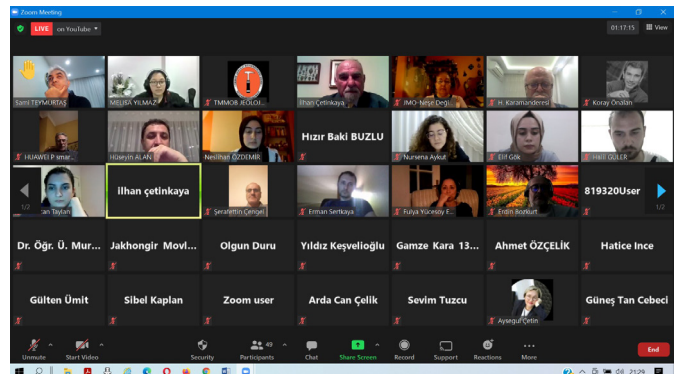 Zoom Meeting
LIVE on YouTube
01:17:15 View
Sami TEYMURTAŞ
MELİSA YILMAZ
TMMOB JEOLOJ...
ilhan Çetinkaya
JMO-Neşe Değİ...
H. Karamanderesi
Koray Önalan
HUAWEI P smar...
Hüseyin ALAN
Neslihan ÖZDEMİR
Hızır Baki BUZLU
Nursena Aykut
Elif Gök
Halil GÜLER
1/2
an Taylan
ilhan çetinkaya
Şerafettin Çengel
Erman Sertkaya
Fulya Yücesoy E...
Ersin Bozkurt
819320User
1/2
Dr. Öğr. Ü. Mur...
Jakhongir Movl...
Olgun Duru
Yıldız Keşvelioğlu
Gamze Kara 13...
Ahmet ÖZÇELİK
Hatice Ince
Gülten Ümit
Sibel Kaplan
Zoom user
Arda Can Çelik
Sevim Tuzcu
Aysegul Çetin
Güneş Tan Cebeci
Unmute
Start Video
Security
49
Participants
Chat
Share Screen
Record
Support
Reactions
More
End
21:29